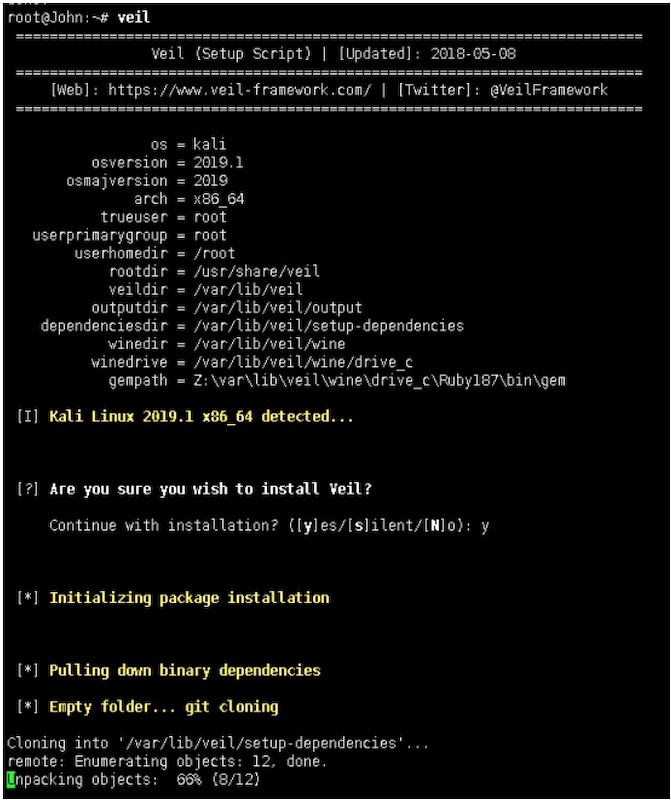 root@John:~# veil
=========================================================================
Veil (Setup Script) | [Updated]: 2018-05-08
=========================================================================
[Web]: https://www.veil-framework.com/ | [Twitter]: @VeilFramework
=========================================================================
os = kali
osversion = 2019.1
osmajversion = 2019
arch = x86_64
trueuser = root
userprimarygroup = root
userhomedir = /root
rootdir = /usr/share/veil
veildir = /var/lib/veil
outputdir = /var/lib/veil/output
dependenciesdir = /var/lib/veil/setup-dependencies
winedir = /var/lib/veil/wine
winedrive = /var/lib/veil/wine/drive_c
gempath = Z:\var\lib\veil\wine\drive_c\Ruby187\bin\gem
[I] Kali Linux 2019.1 x86_64 detected...
[?] Are you sure you wish to install Veil?
Continue with installation? ([y]es/[s]ilent/[N]o): y
[*] Initializing package installation
[*] Pulling down binary dependencies
[*] Empty folder... git cloning
Cloning into '/var/lib/veil/setup-dependencies'...
remote: Enumerating objects: 12, done.
Unpacking objects:  66% (8/12)